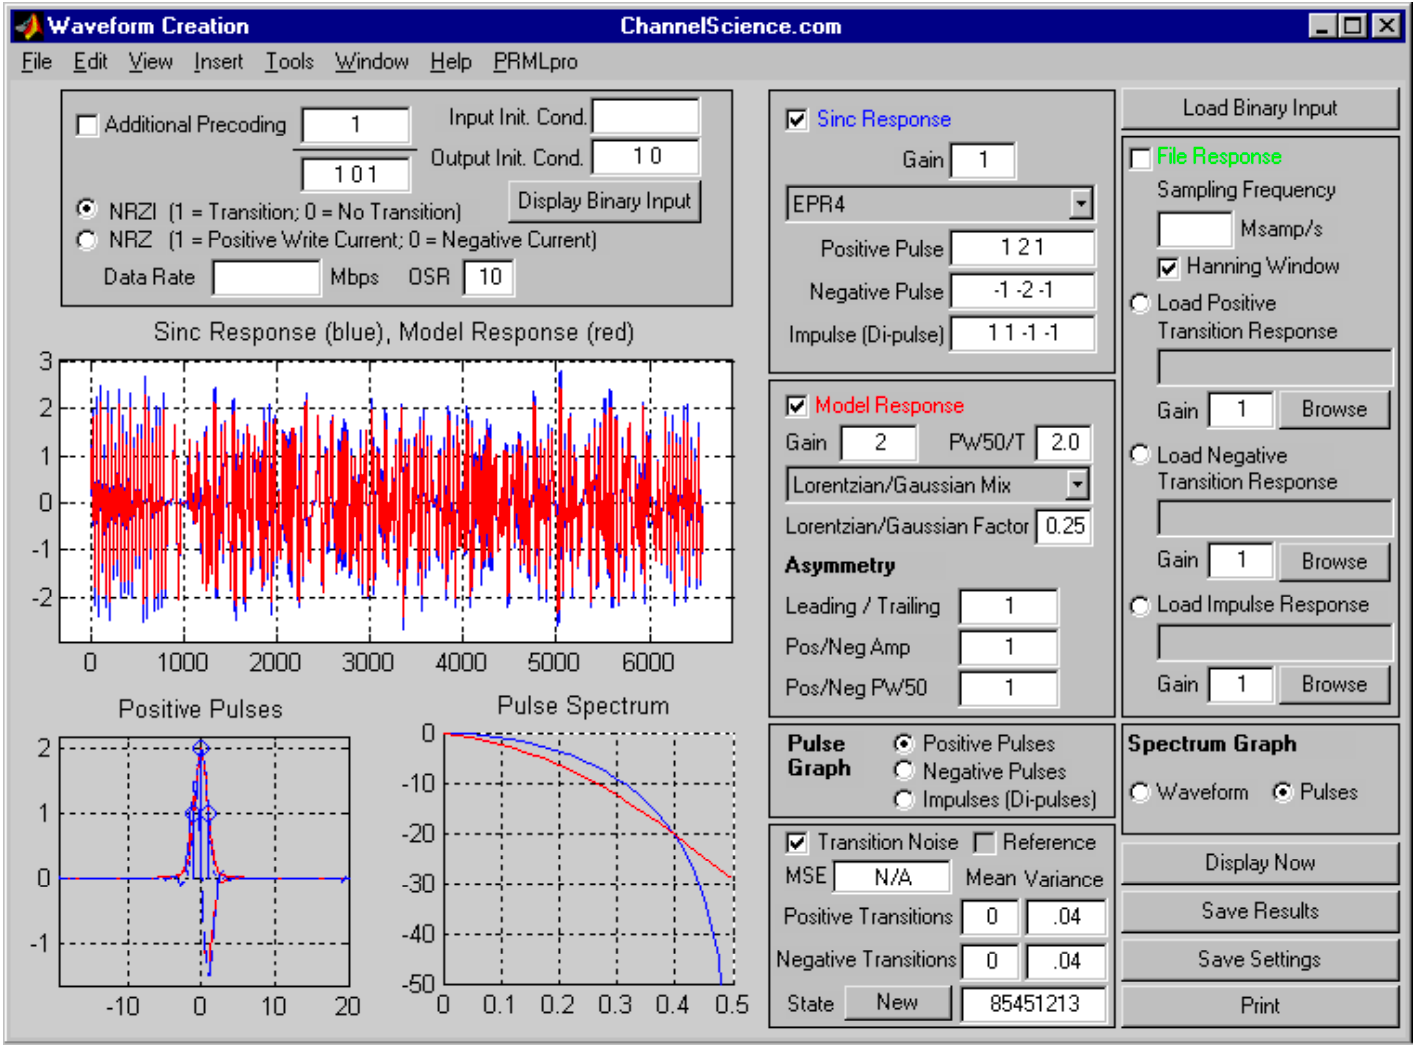 Waveform Creation ChannelScience.com
File Edit View Insert Tools Window Help PRMLpro
Additional Precoding 1 Input Init. Cond.
Output Init. Cond. 1 0
1 0 1
NRZI (1 = Transition; 0 = No Transition) Display Binary Input
NRZ (1 = Positive Write Current; 0 = Negative Current)
Data Rate Mbps OSR 10
Sinc Response (blue), Model Response (red)
3
2
1
0
-1
-2
0 1000 2000 3000 4000 5000 6000
Positive Pulses
2
1
0
-1
-10 0 10 20
Pulse Spectrum
0
-10
-20
-30
-40
-50
0 0.1 0.2 0.3 0.4 0.5
Sinc Response
Gain 1
EPR4
Positive Pulse 1 2 1
Negative Pulse -1 -2 -1
Impulse (Di-pulse) 1 1 -1 -1
Model Response
Gain 2 PW50/T 2.0
Lorentzian/Gaussian Mix
Lorentzian/Gaussian Factor 0.25
Asymmetry
Leading / Trailing 1
Pos/Neg Amp 1
Pos/Neg PW50 1
Pulse Graph
Positive Pulses
Negative Pulses
Impulses (Di-pulses)
Transition Noise Reference
MSE N/A Mean Variance
Positive Transitions 0 .04
Negative Transitions 0 .04
State New 85451213
Load Binary Input
File Response
Sampling Frequency
Msamp/s
Hanning Window
Load Positive
Transition Response
Gain 1 Browse
Load Negative
Transition Response
Gain 1 Browse
Load Impulse Response
Gain 1 Browse
Spectrum Graph
Waveform Pulses
Display Now
Save Results
Save Settings
Print